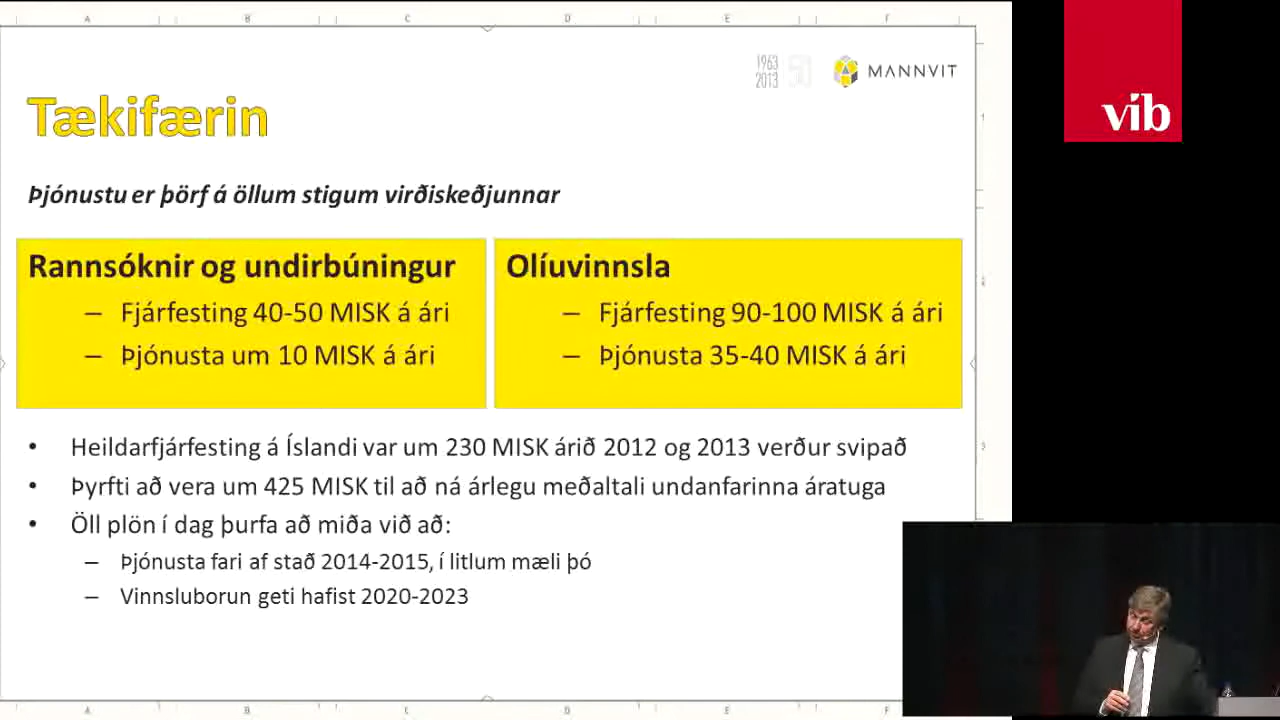 A B C D E F
1963
2013
50
MANNVIT
víb
Tækifærin
Þjónustu er þörf á öllum stigum virðiskeðjunnar
Rannsóknir og undirbúningur
– Fjárfesting 40-50 MISK á ári
– Þjónusta um 10 MISK á ári
Olíuvinnsla
– Fjárfesting 90-100 MISK á ári
– Þjónusta 35-40 MISK á ári
• Heildarfjárfesting á Íslandi var um 230 MISK árið 2012 og 2013 verður svipað
• Þyrfti að vera um 425 MISK til að ná árlegu meðaltali undanfarinna áratuga
• Öll plön í dag þurfa að miða við að:
– Þjónusta fari af stað 2014-2015, í litlum mæli þó
– Vinnsluborun geti hafist 2020-2023
A B C D E F